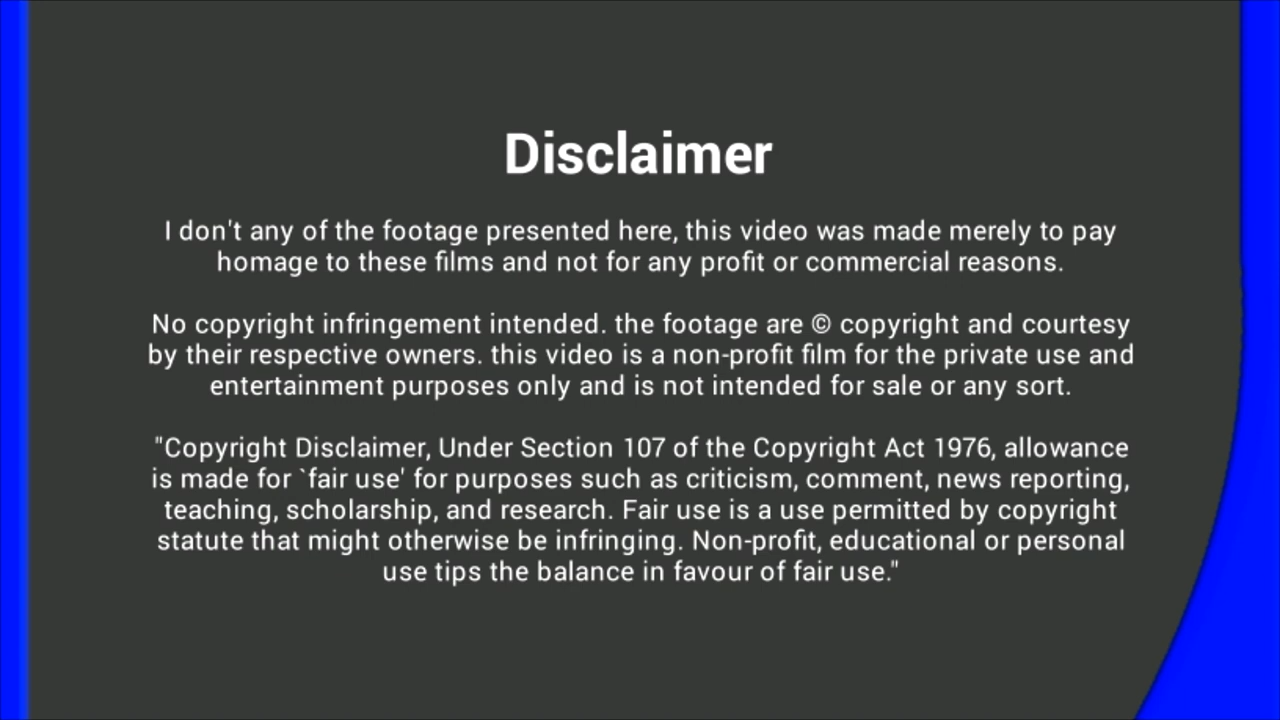 Disclaimer
I don't any of the footage presented here, this video was made merely to pay
homage to these films and not for any profit or commercial reasons.
No copyright infringement intended. the footage are © copyright and courtesy
by their respective owners. this video is a non-profit film for the private use and
entertainment purposes only and is not intended for sale or any sort.
"Copyright Disclaimer, Under Section 107 of the Copyright Act 1976, allowance
is made for `fair use' for purposes such as criticism, comment, news reporting,
teaching, scholarship, and research. Fair use is a use permitted by copyright
statute that might otherwise be infringing. Non-profit, educational or personal
use tips the balance in favour of fair use."